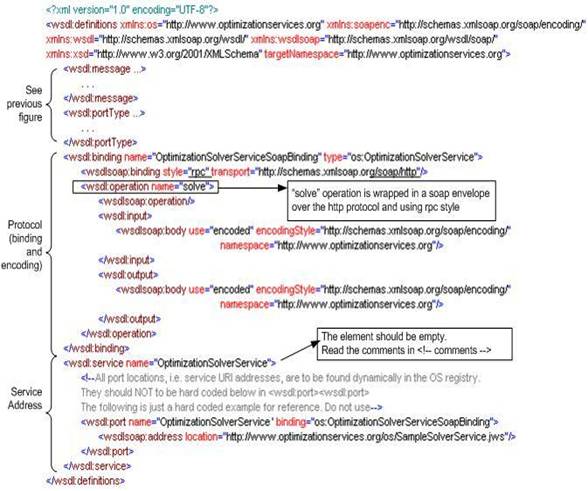 <?xml version="1.0" encoding="UTF-8"?>
<wsdl:definitions xmlns:os="http://www.optimizationservices.org" xmlns:soapenc="http://schemas.xmlsoap.org/soap/encoding/"
xmlns:wsdl="http://schemas.xmlsoap.org/wsdl/" xmlns:wsdlsoap="http://schemas.xmlsoap.org/wsdl/soap/"
xmlns:xsd="http://www.w3.org/2001/XMLSchema" targetNamespace="http://www.optimizationservices.org">
See
previous
figure
<wsdl:message ...>
. . .
</wsdl:message>
<wsdl:portType ...>
. . .
</wsdl:portType>
Protocol
(binding
and
encoding)
<wsdl:binding name="OptimizationSolverServiceSoapBinding" type="os:OptimizationSolverService">
<wsdlsoap:binding style="rpc" transport="http://schemas.xmlsoap.org/soap/http"/>
<wsdl:operation name="solve">
"solve" operation is wrapped in a soap envelope
over the http protocol and using rpc style
<wsdlsoap:operation/>
<wsdl:input>
<wsdlsoap:body use="encoded" encodingStyle="http://schemas.xmlsoap.org/soap/encoding/"
namespace="http://www.optimizationservices.org"/>
</wsdl:input>
<wsdl:output>
<wsdlsoap:body use="encoded" encodingStyle="http://schemas.xmlsoap.org/soap/encoding/"
namespace="http://www.optimizationservices.org"/>
</wsdl:output>
</wsdl:operation>
</wsdl:binding>
The element should be empty.
Read the comments in <!-- comments -->
Service
Address
<wsdl:service name="OptimizationSolverService">
<!--All port locations, i.e. service URI addresses, are to be found dynamically in the OS registry.
They should NOT to be hard coded below in <wsdl:port><wsdl:port>
The following is just a hard coded example for reference. Do not use-->
<wsdl:port name="OptimizationSolverService" binding="os:OptimizationSolverServiceSoapBinding">
<wsdlsoap:address location="http://www.optimizationservices.org/os/SampleSolverService.jws"/>
</wsdl:port>
</wsdl:service>
</wsdl:definitions>